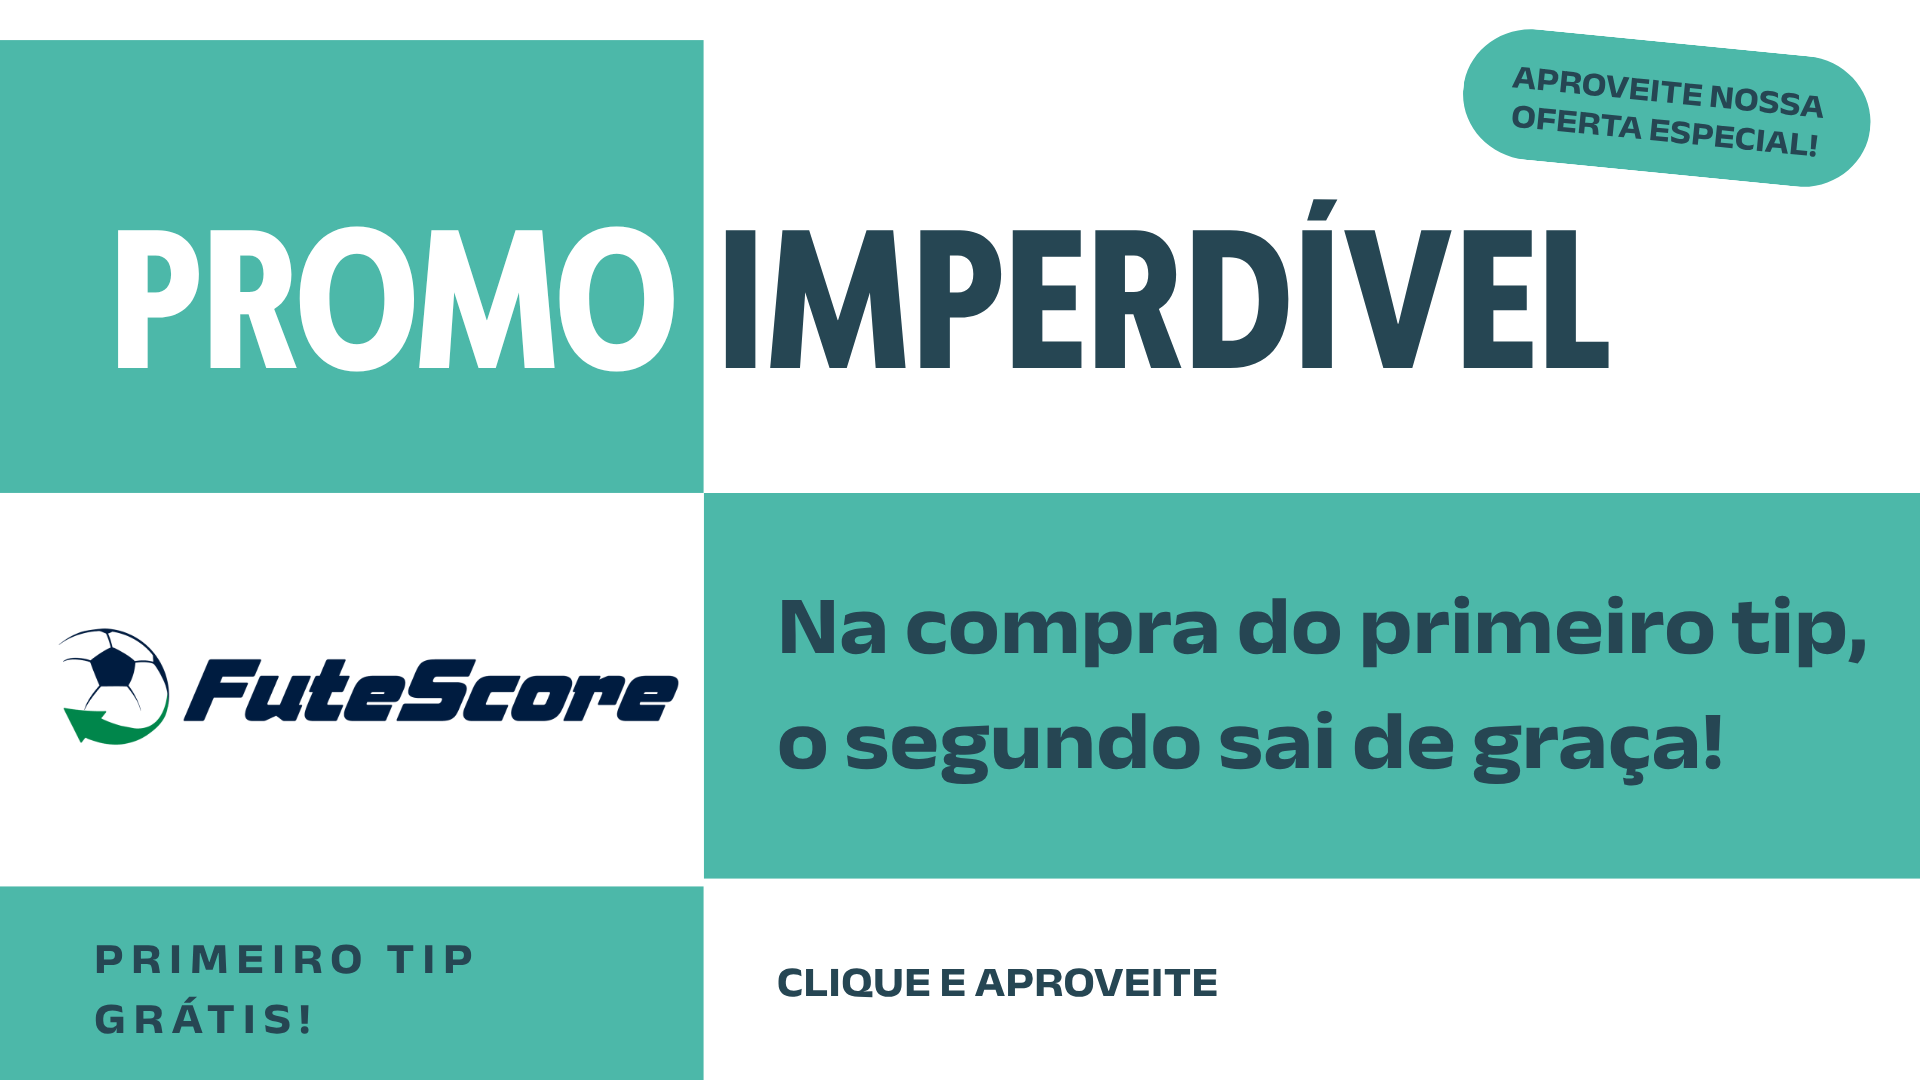 APROVEITE NOSSA
OFERTA ESPECIAL!
PROMO IMPERDÍVEL
FuteScore
Na compra do primeiro tip,
o segundo sai de graça!
PRIMEIRO TIP
GRÁTIS!
CLIQUE E APROVEITE